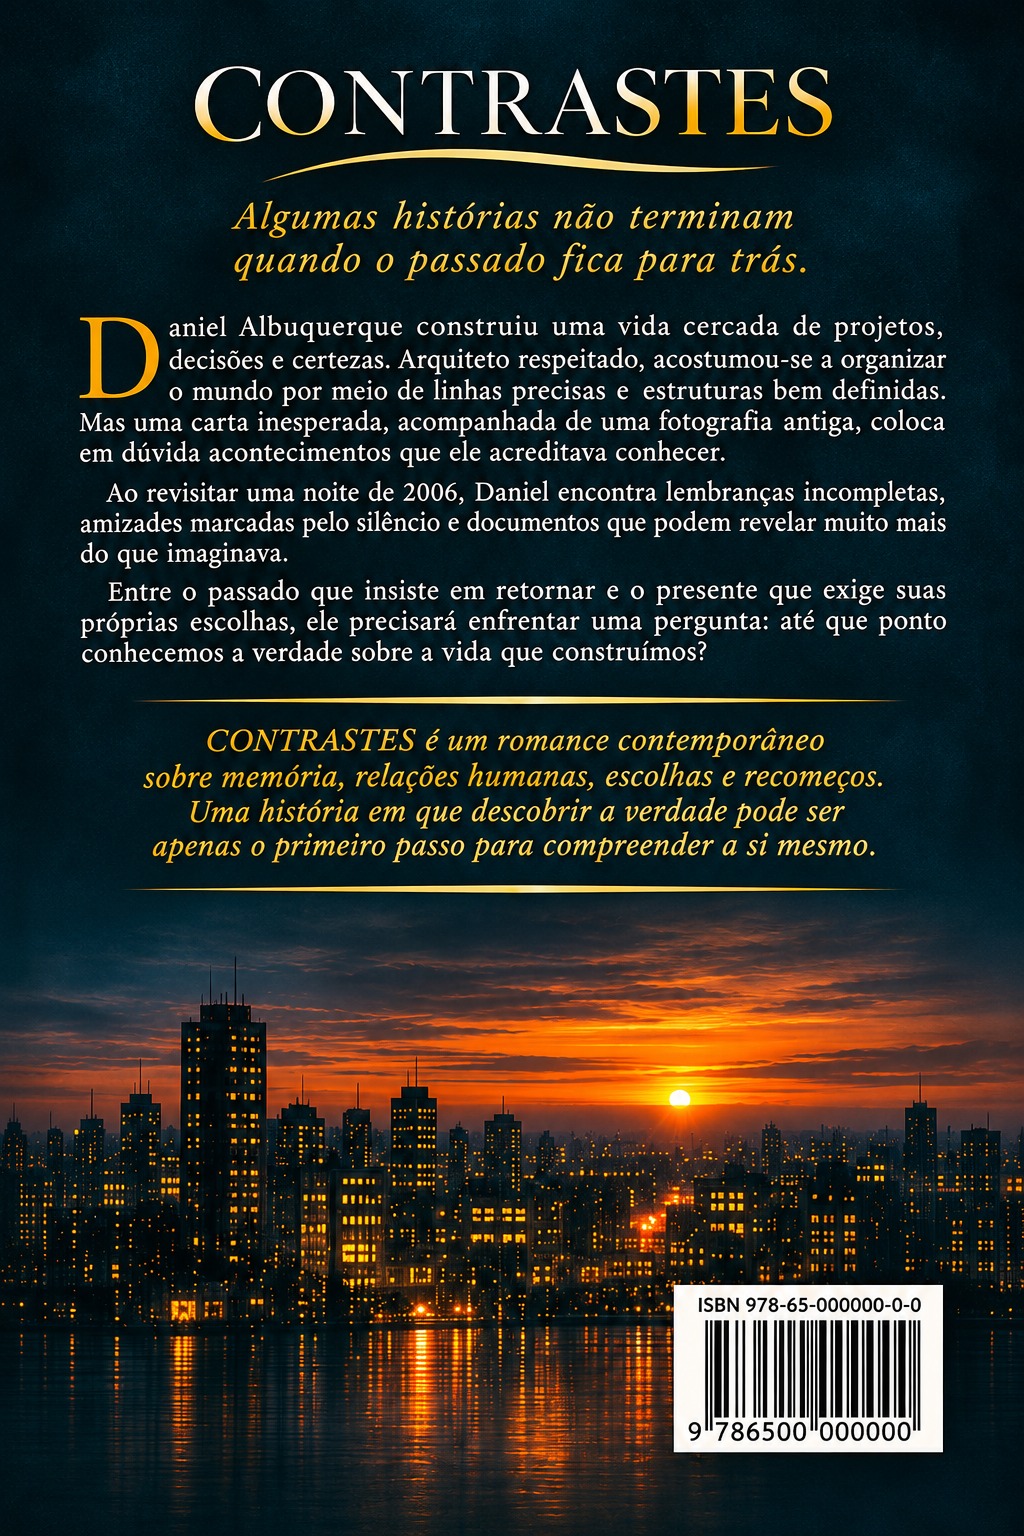 CONTRASTES
Algumas histórias não terminam
quando o passado fica para trás.
Daniel Albuquerque construiu uma vida cercada de projetos,
decisões e certezas. Arquiteto respeitado, acostumou-se a organizar
o mundo por meio de linhas precisas e estruturas bem definidas.
Mas uma carta inesperada, acompanhada de uma fotografia antiga, coloca
em dúvida acontecimentos que ele acreditava conhecer.
Ao revisitar uma noite de 2006, Daniel encontra lembranças incompletas,
amizades marcadas pelo silêncio e documentos que podem revelar muito mais
do que imaginava.
Entre o passado que insiste em retornar e o presente que exige suas
próprias escolhas, ele precisará enfrentar uma pergunta: até que ponto
conhecemos a verdade sobre a vida que construímos?
CONTRASTES é um romance contemporâneo
sobre memória, relações humanas, escolhas e recomeços.
Uma história em que descobrir a verdade pode ser
apenas o primeiro passo para compreender a si mesmo.
ISBN 978-65-000000-0-0
9 786500 000000